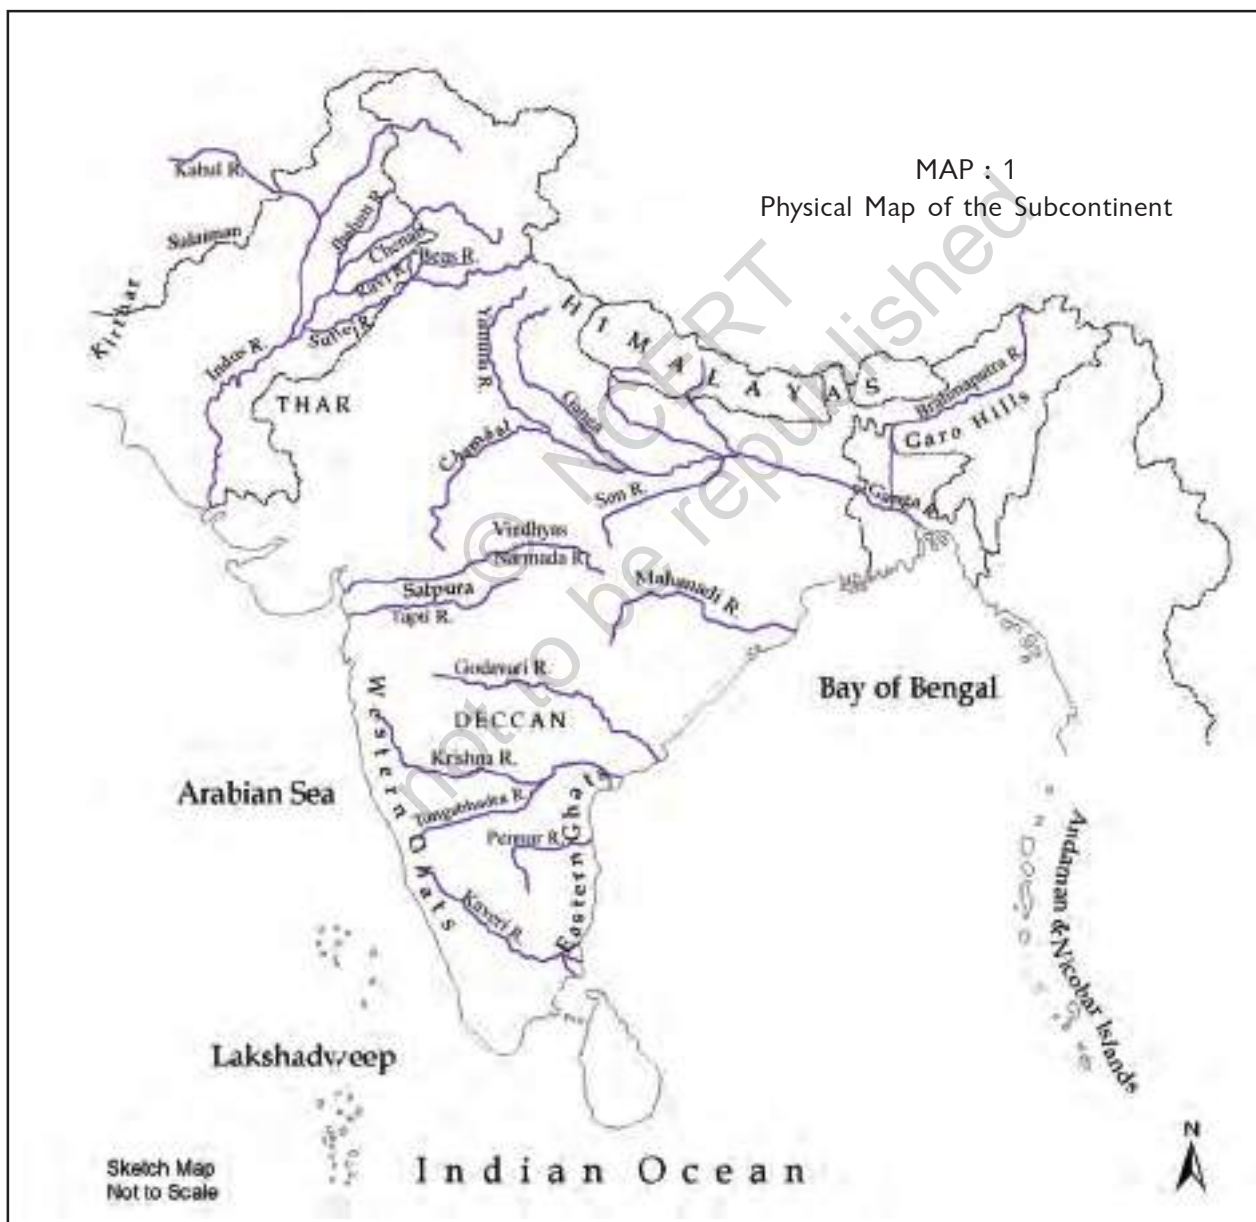 MAP : 1
Physical Map of the Subcontinent
Kabul R.
Sulaiman
Kirthar
Jhelum R.
Chenab
Ravi R.
Beas R.
Sutlej R.
Indus R.
THAR
HIMALAYAS
Yamuna R.
Ganga
Chambal
Son R.
Brahmaputra R.
Garo Hills
Ganga R.
Vindhyas
Narmada R.
Satpura
Tapti R.
Mahanadi R.
Godavari R.
DECCAN
Krishna R.
Tungabhadra R.
Pennar R.
Kaveri R.
Western Ghats
Eastern Ghats
Bay of Bengal
Arabian Sea
Andaman & Nicobar Islands
Lakshadweep
Indian Ocean
Sketch Map
Not to Scale
N
© NCERT
not to be republished